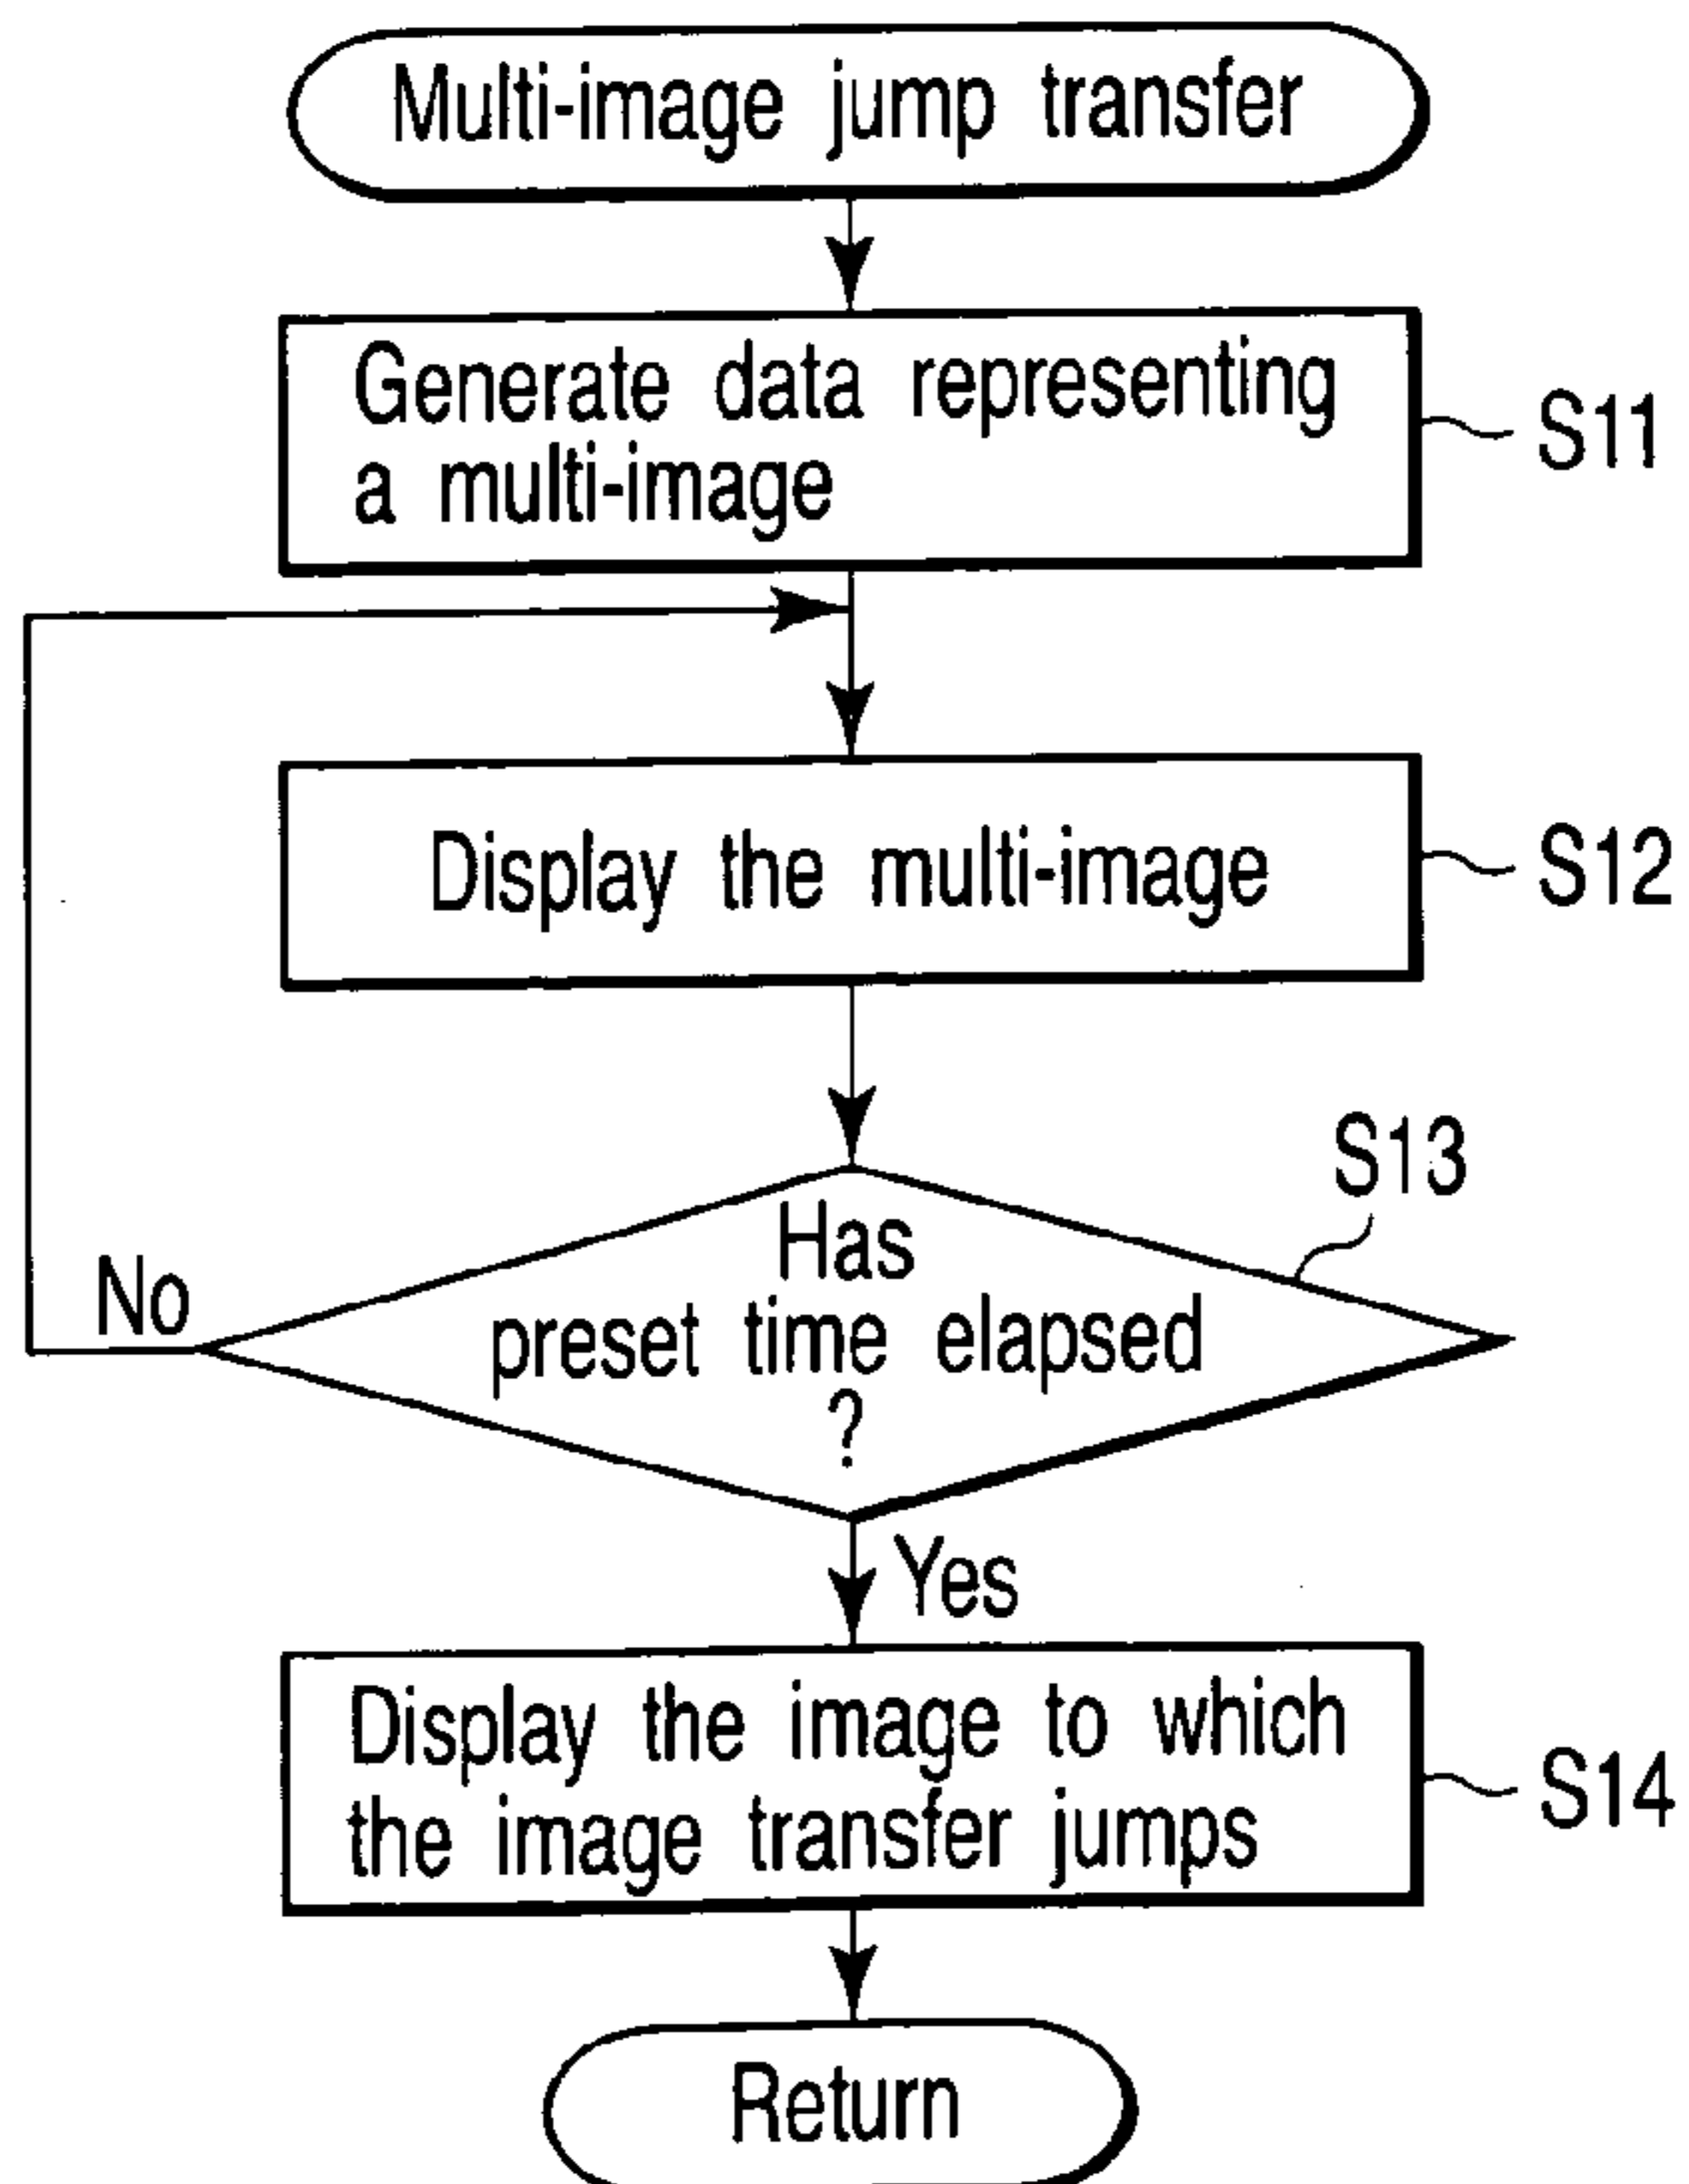 Multi-image jump transfer
Generate data representing
a multi-image
S11
Display the multi-image
S12
S13
Has
preset time elapsed
?
No
Yes
Display the image to which
the image transfer jumps
S14
Return